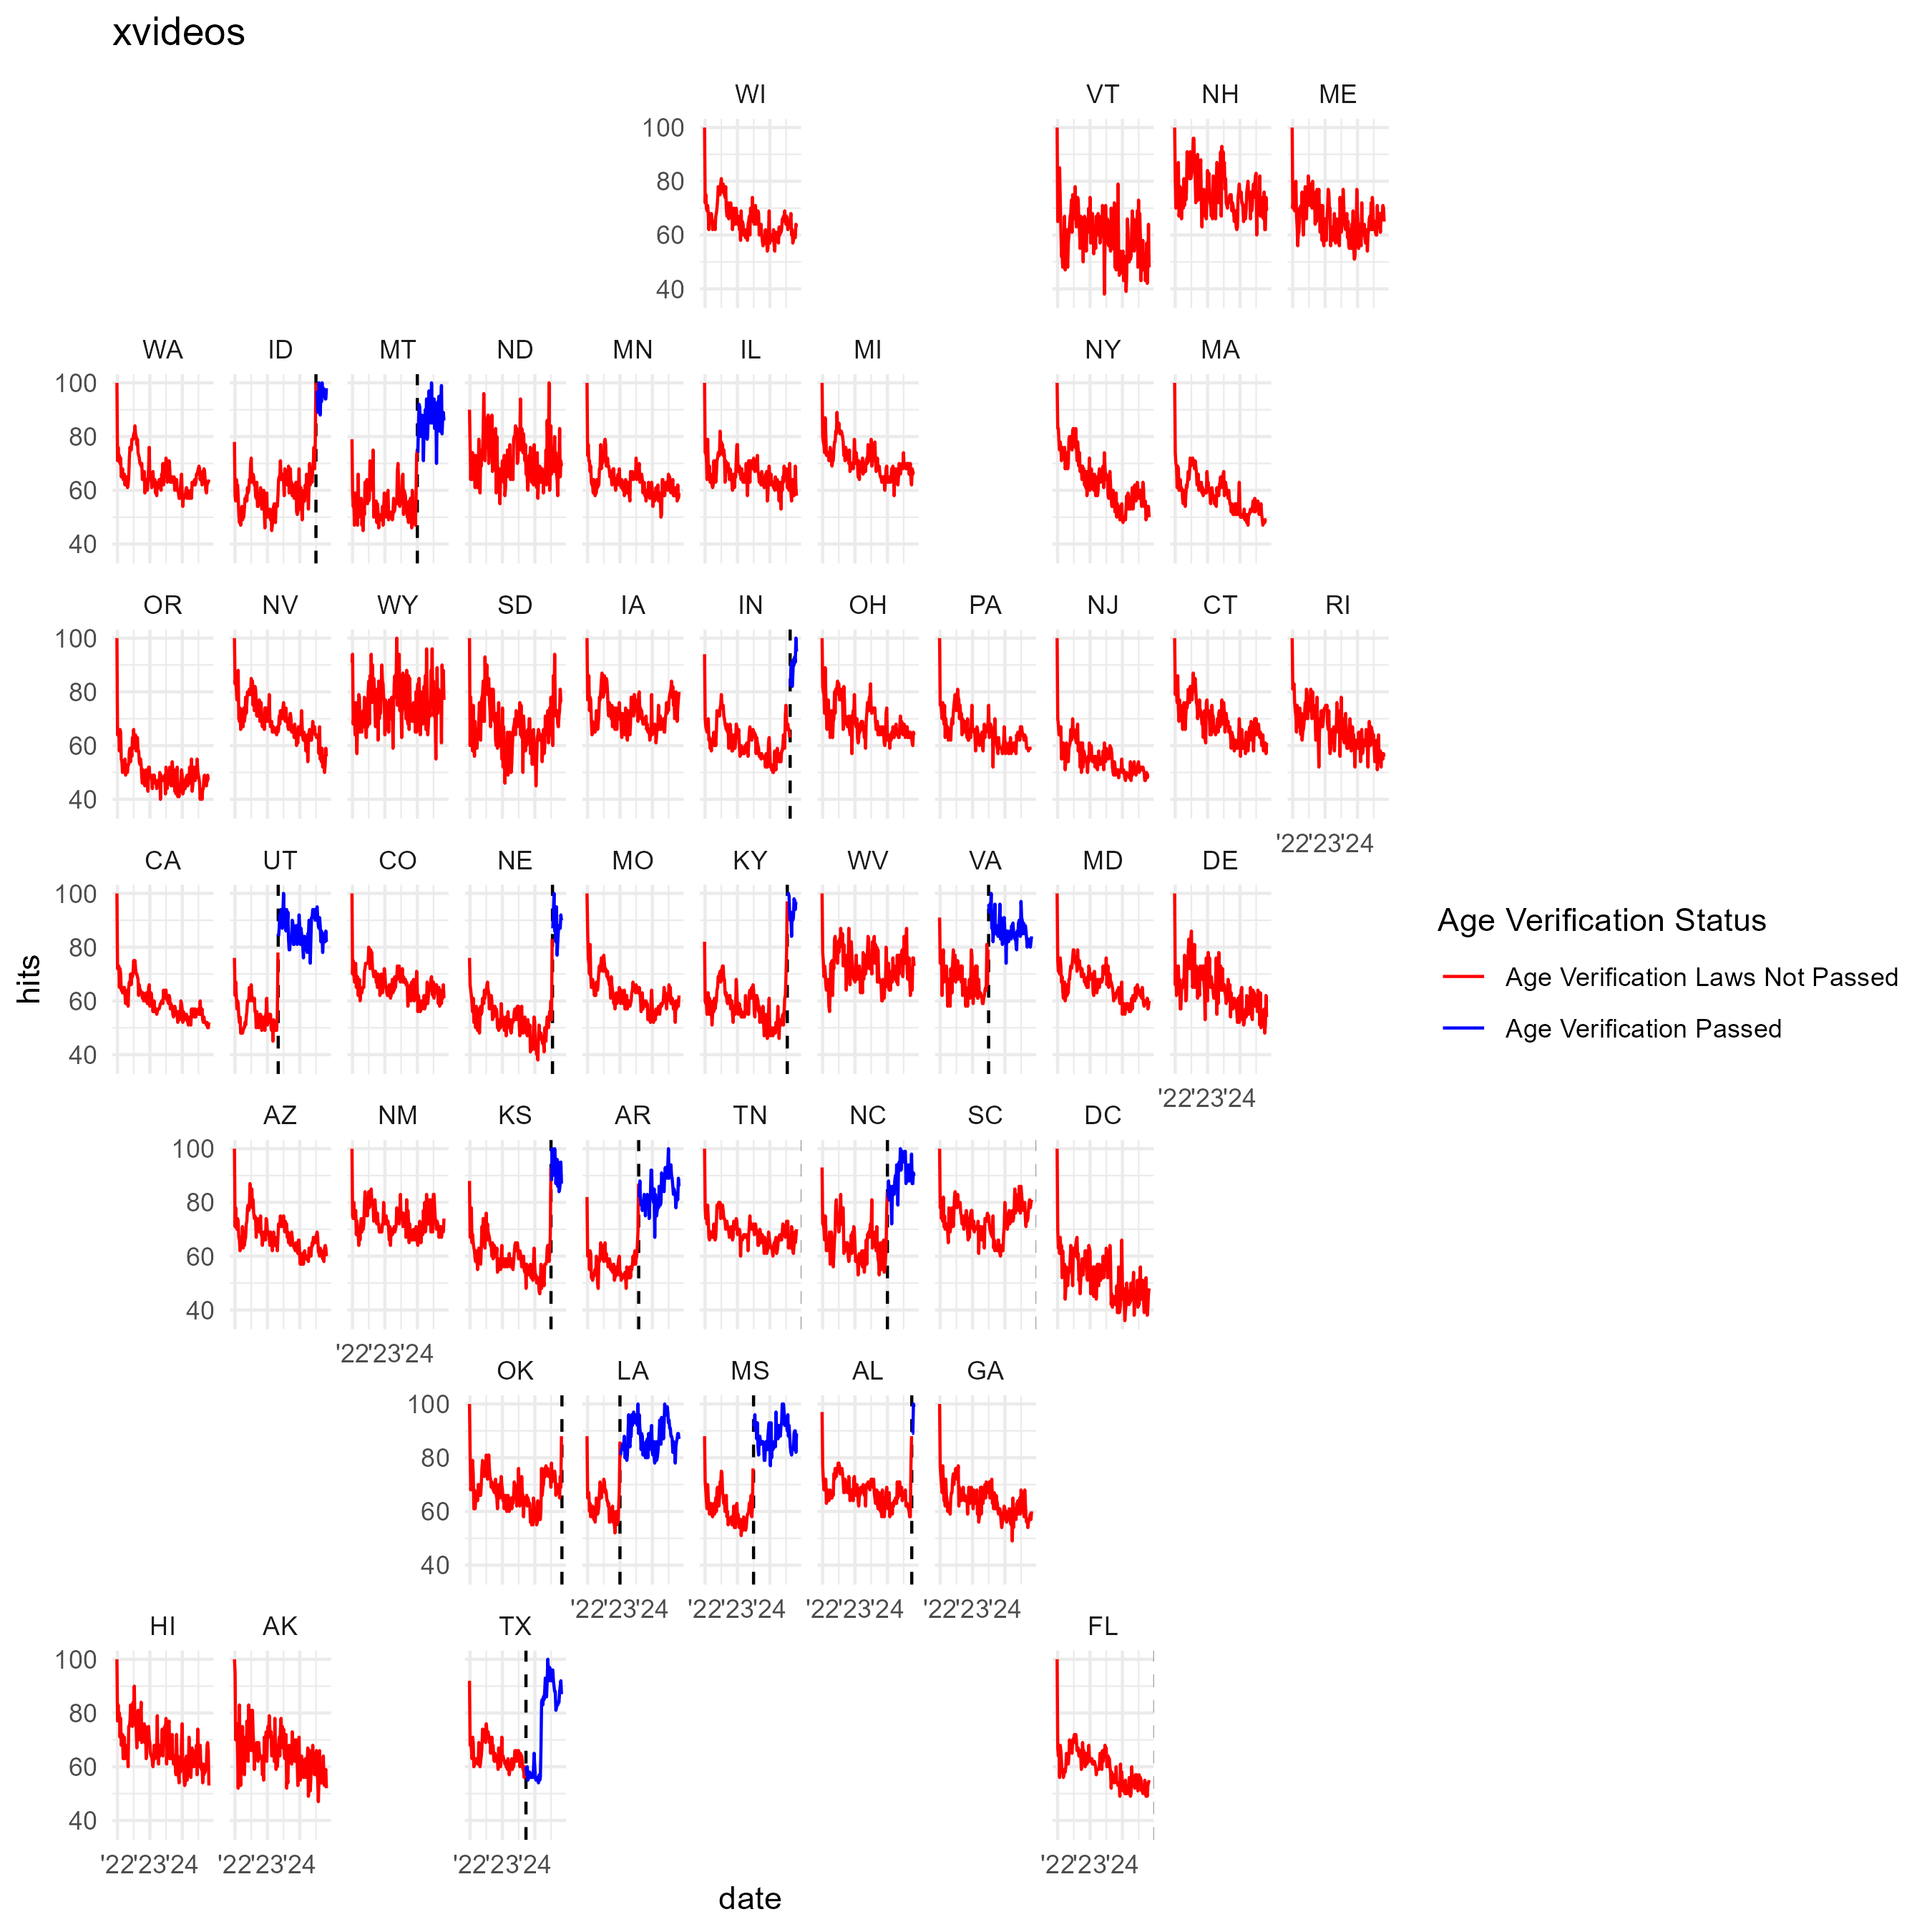 xvideos
WI VT NH ME
100
80
60
40
WA ID MT ND MN IL MI NY MA
100
80
60
40
OR NV WY SD IA IN OH PA NJ CT RI
100
80
60
40
'22'23'24
CA UT CO NE MO KY WV VA MD DE
100
80
60
40
'22'23'24
AZ NM KS AR TN NC SC DC
100
80
60
40
'22'23'24
OK LA MS AL GA
100
80
60
40
'22'23'24 '22'23'24 '22'23'24 '22'23'24
HI AK TX FL
100
80
60
40
'22'23'24 '22'23'24 '22'23'24 '22'23'24
date
hits
Age Verification Status
Age Verification Laws Not Passed
Age Verification Passed